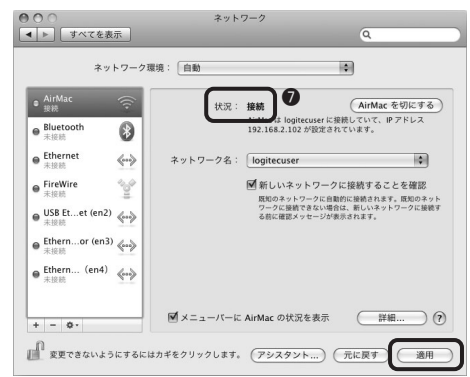 ネットワーク
すべてを表示
ネットワーク環境： 自動
AirMac
接続
Bluetooth
未接続
Ethernet
未接続
FireWire
未接続
USB Et...et (en2)
未接続
Ethern...or (en3)
未接続
Ethern... (en4)
未接続
状況： 接続
7
AirMac を切にする
AirMac は logitecuser に接続していて、IP アドレス
192.168.2.102 が設定されています。
ネットワーク名： logitecuser
新しいネットワークに接続することを確認
既知のネットワークに自動的に接続されます。既知のネット
ワークに接続できない場合は、新しいネットワークに接続す
る前に確認メッセージが表示されます。
メニューバーに AirMac の状況を表示
詳細...
?
変更できないようにするにはカギをクリックします。
アシスタント...
元に戻す
適用